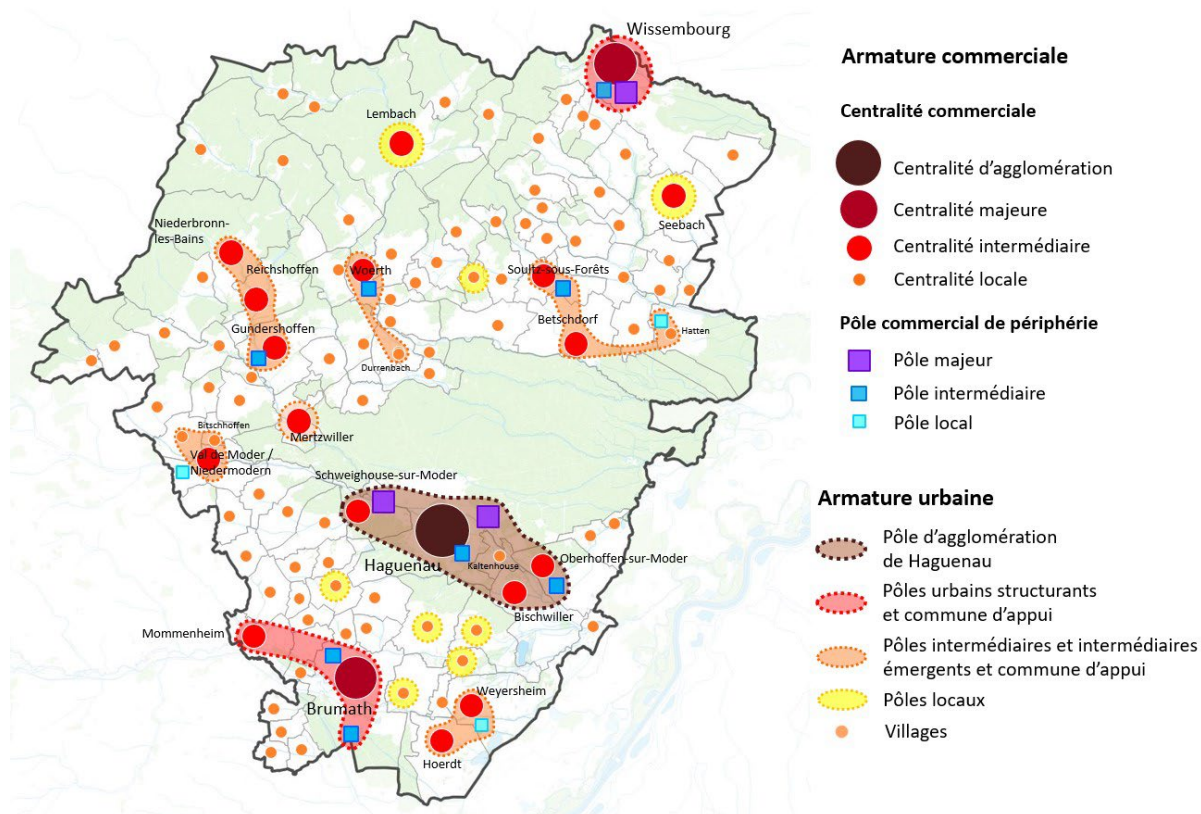 Wissembourg
Lembach
Seebach
Niederbronn-
les-Bains
Reichshoffen
Woerth
Soultz-sous-Forêts
Gundershoffen
Betschdorf
Hatten
Durrenbach
Bitschhoffen
Mertzwiller
Val de Moder /
Niedermodern
Schweighouse-sur-Moder
Haguenau
Kaltenhouse
Oberhoffen-sur-Moder
Bischwiller
Mommenheim
Weyersheim
Brumath
Hoerdt
Armature commerciale
Centralité commerciale
Centralité d'agglomération
Centralité majeure
Centralité intermédiaire
Centralité locale
Pôle commercial de périphérie
Pôle majeur
Pôle intermédiaire
Pôle local
Armature urbaine
Pôle d'agglomération
de Haguenau
Pôles urbains structurants
et commune d'appui
Pôles intermédiaires et intermédiaires
émergents et commune d'appui
Pôles locaux
Villages